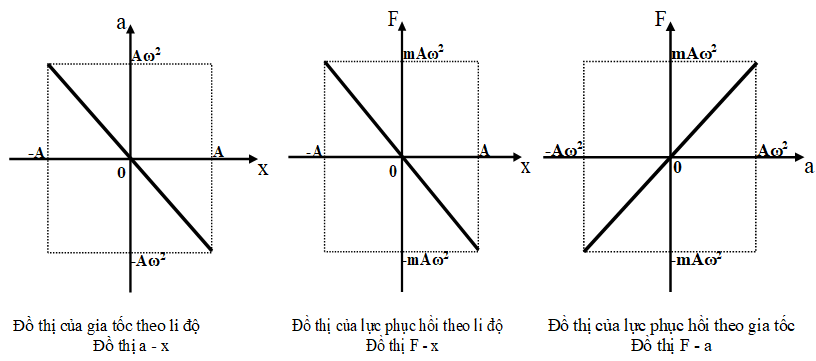 a
Aω²
-A
A
0
x
-Aω²
Đồ thị của gia tốc theo li độ
Đồ thị a - x
F
mAω²
-A
A
0
x
-mAω²
Đồ thị của lực phục hồi theo li độ
Đồ thị F - x
F
mAω²
-Aω²
Aω²
0
a
-mAω²
Đồ thị của lực phục hồi theo gia tốc
Đồ thị F - a